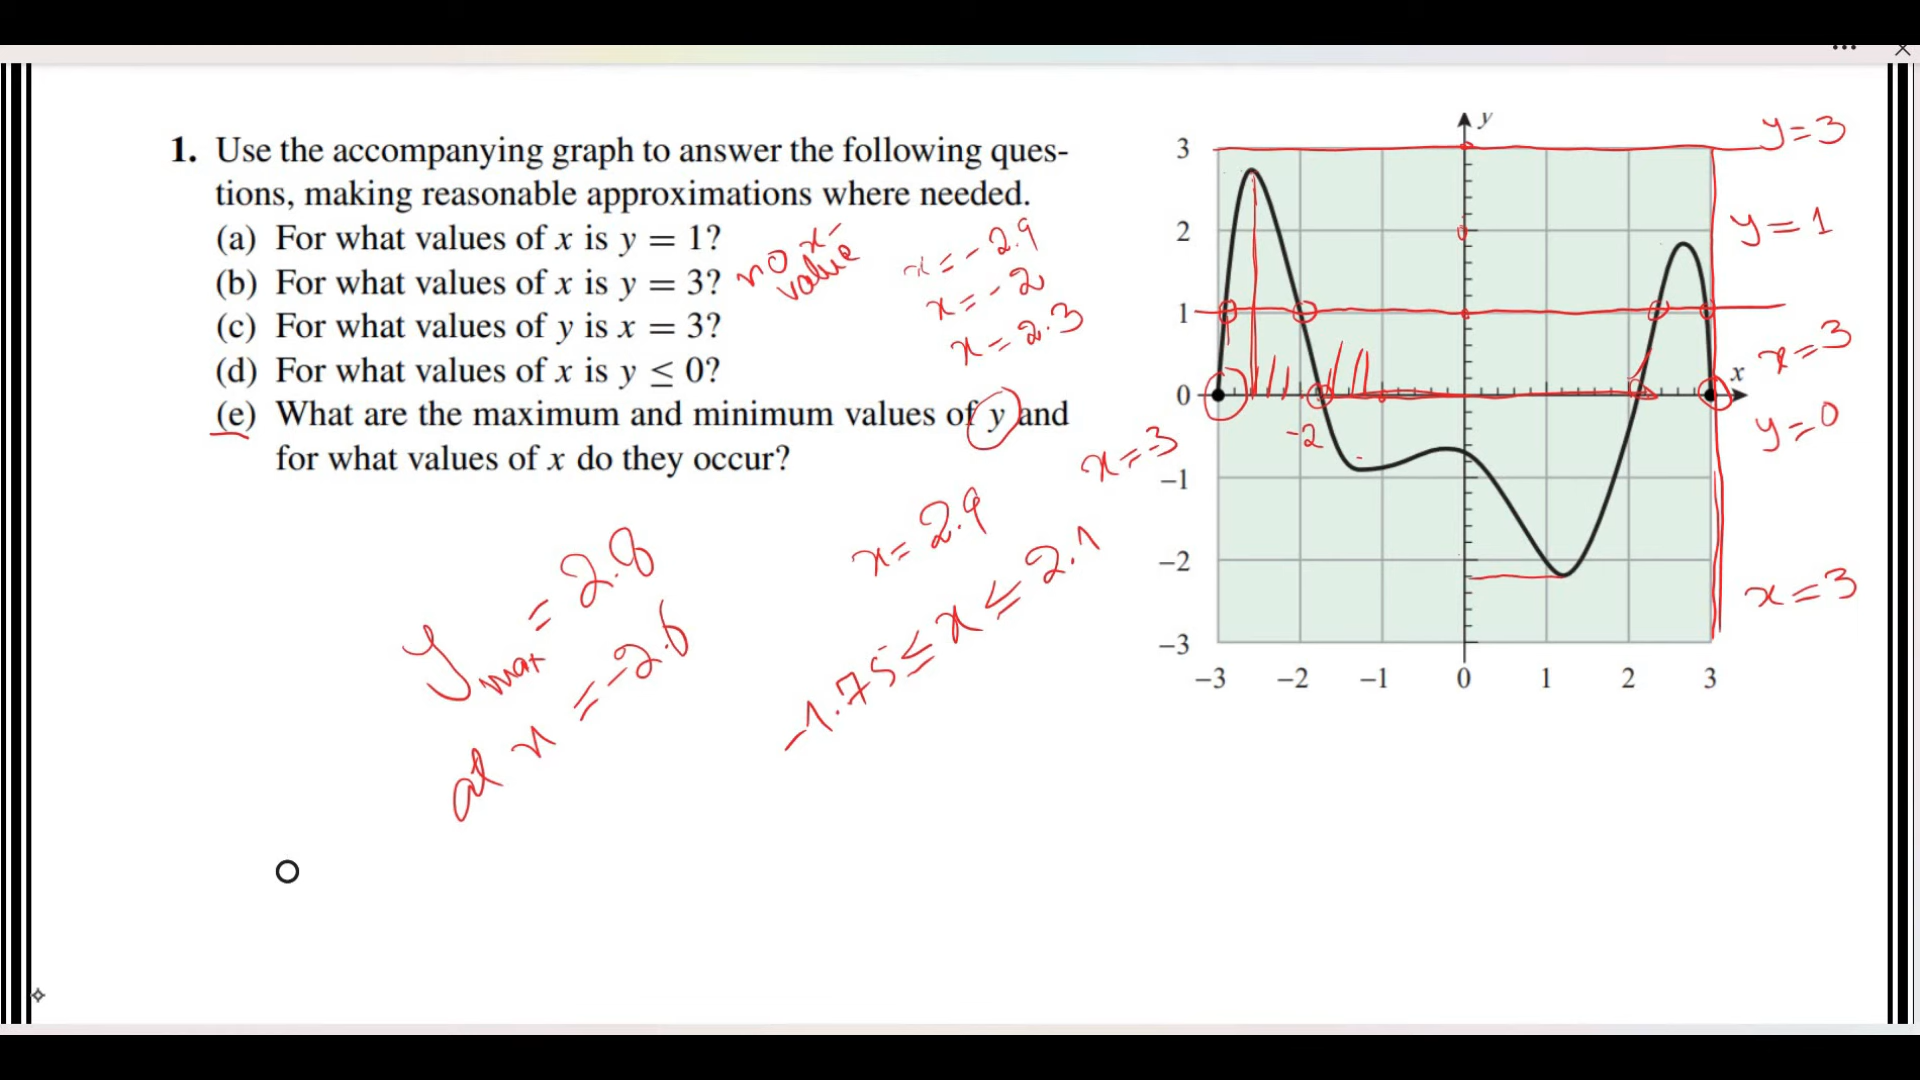 1. Use the accompanying graph to answer the following ques-
tions, making reasonable approximations where needed.
(a) For what values of x is y = 1?
(b) For what values of x is y = 3?
(c) For what values of y is x = 3?
(d) For what values of x is y ≤ 0?
(e) What are the maximum and minimum values of y and
for what values of x do they occur?
no x-
value
x = -2.9
x = -2
x = 2.3
x = 2.9
-1.75 ≤ x ≤ 2.1
y max = 2.8
at x = -2.6
x = -3
y
3
2
1
0
-1
-2
-3
-3 -2 -1 0 1 2 3
x
-2
y = 3
y = 1
x = 3
y = 0
x = 3